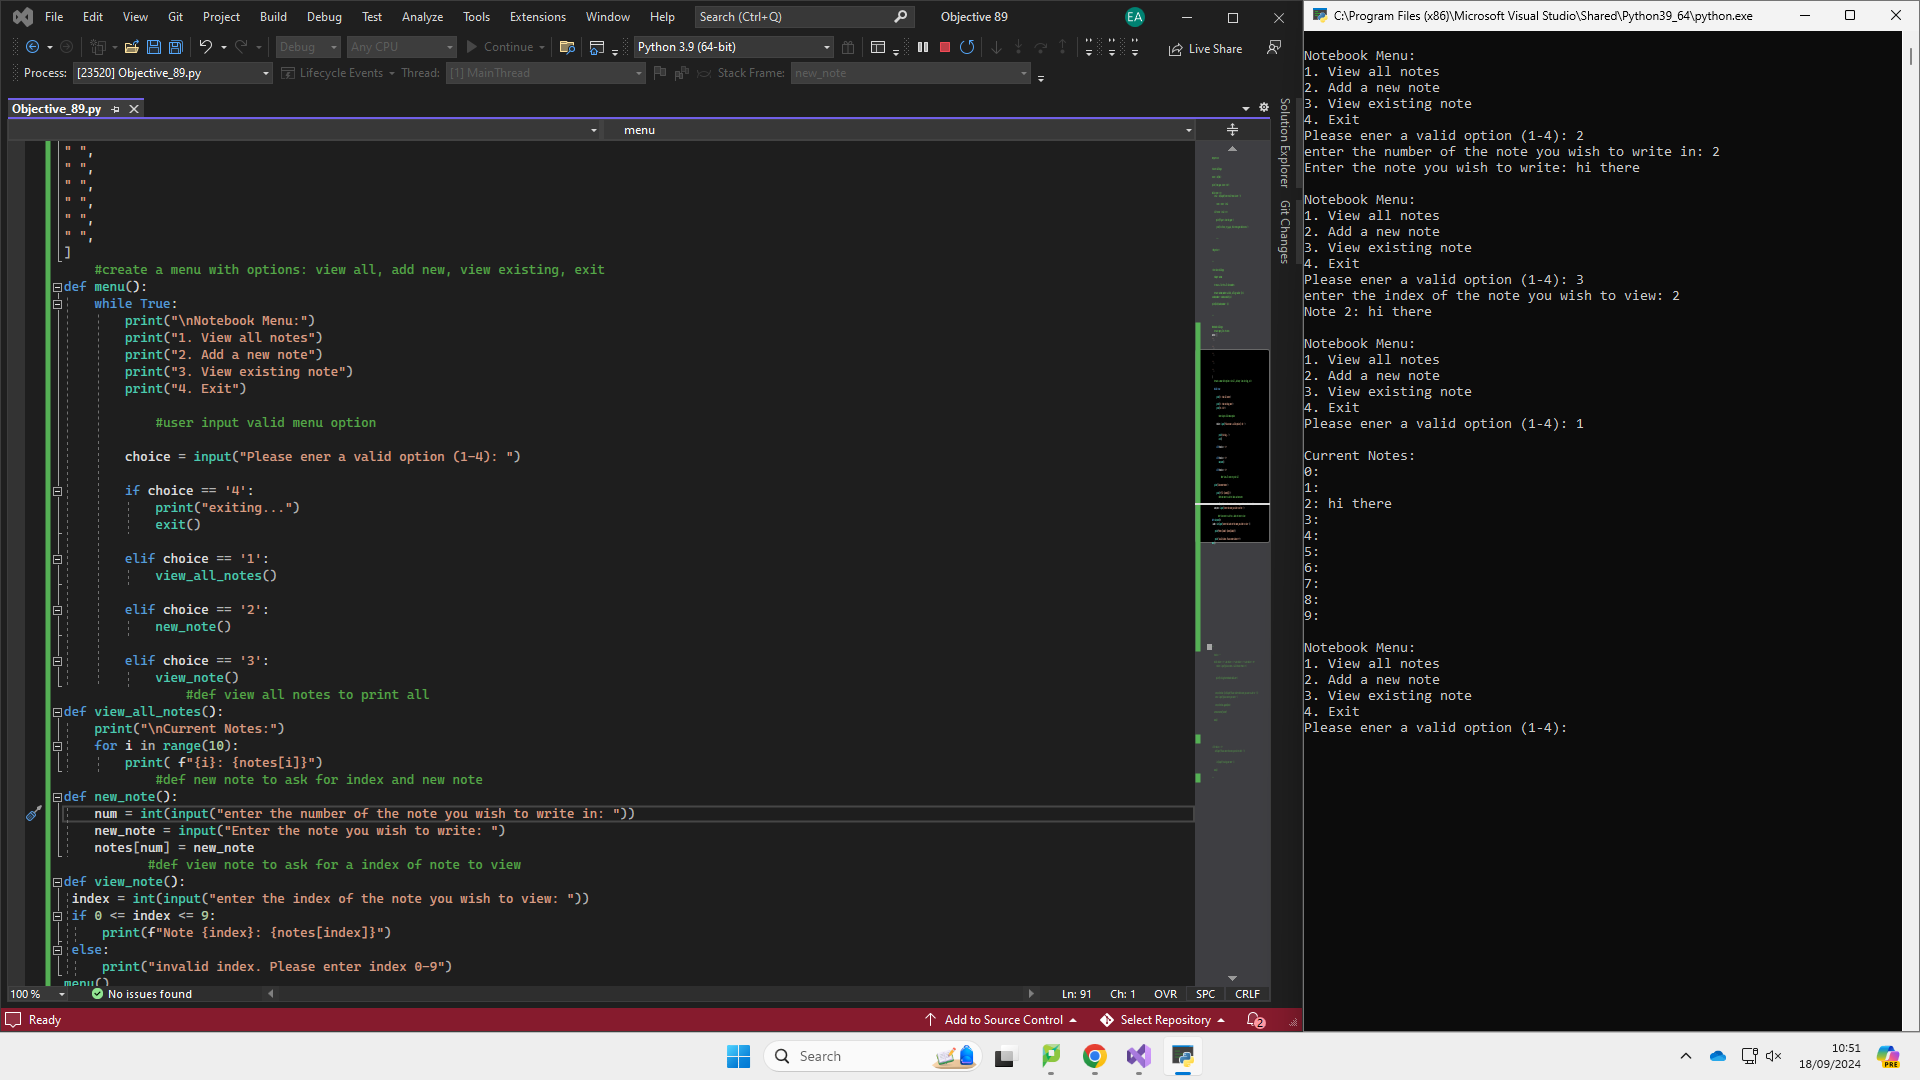 File Edit View Git Project Build Debug Test Analyze Tools Extensions Window Help Search (Ctrl+Q) Objective 89 EA
Debug Any CPU Continue Python 3.9 (64-bit) Live Share
Process: [23520] Objective_89.py Lifecycle Events Thread: [1] MainThread Stack Frame: new_note
Objective_89.py
menu
" ",
" ",
" ",
" ",
" ",
" ",
]
#create a menu with options: view all, add new, view existing, exit
def menu():
while True:
print("\nNotebook Menu:")
print("1. View all notes")
print("2. Add a new note")
print("3. View existing note")
print("4. Exit")
#user input valid menu option
choice = input("Please ener a valid option (1-4): ")
if choice == '4':
print("exiting...")
exit()
elif choice == '1':
view_all_notes()
elif choice == '2':
new_note()
elif choice == '3':
view_note()
#def view all notes to print all
def view_all_notes():
print("\nCurrent Notes:")
for i in range(10):
print( f"{i}: {notes[i]}")
#def new note to ask for index and new note
def new_note():
num = int(input("enter the number of the note you wish to write in: "))
new_note = input("Enter the note you wish to write: ")
notes[num] = new_note
#def view note to ask for a index of note to view
def view_note():
index = int(input("enter the index of the note you wish to view: "))
if 0 <= index <= 9:
print(f"Note {index}: {notes[index]}")
else:
print("invalid index. Please enter index 0-9")
menu()
100 % No issues found Ln: 91 Ch: 1 OVR SPC CRLF
Ready Add to Source Control Select Repository 2
Solution Explorer
Git Changes
C:\Program Files (x86)\Microsoft Visual Studio\Shared\Python39_64\python.exe
Notebook Menu:
1. View all notes
2. Add a new note
3. View existing note
4. Exit
Please ener a valid option (1-4): 2
enter the number of the note you wish to write in: 2
Enter the note you wish to write: hi there
Notebook Menu:
1. View all notes
2. Add a new note
3. View existing note
4. Exit
Please ener a valid option (1-4): 3
enter the index of the note you wish to view: 2
Note 2: hi there
Notebook Menu:
1. View all notes
2. Add a new note
3. View existing note
4. Exit
Please ener a valid option (1-4): 1
Current Notes:
0:
1:
2: hi there
3:
4:
5:
6:
7:
8:
9:
Notebook Menu:
1. View all notes
2. Add a new note
3. View existing note
4. Exit
Please ener a valid option (1-4):
Search
10:51
18/09/2024
PRE